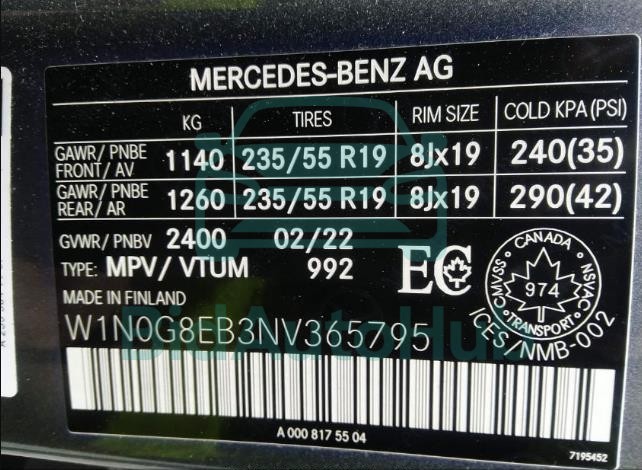 MERCEDES-BENZ AG
KG TIRES RIM SIZE COLD KPA (PSI)
GAWR/ PNBE FRONT/ AV 1140 235/55 R19 8Jx19 240(35)
GAWR/ PNBE REAR/ AR 1260 235/55 R19 8Jx19 290(42)
GVWR/ PNBV 2400 02/22
TYPE: MPV/ VTUM 992
EC
CANADA
CMVSS
NSVAC
974
TRANSPORT
ICES/NMB-002
MADE IN FINLAND
W1N0G8EB3NV365795
BidAutoHub
A 000 817 55 04
7195452